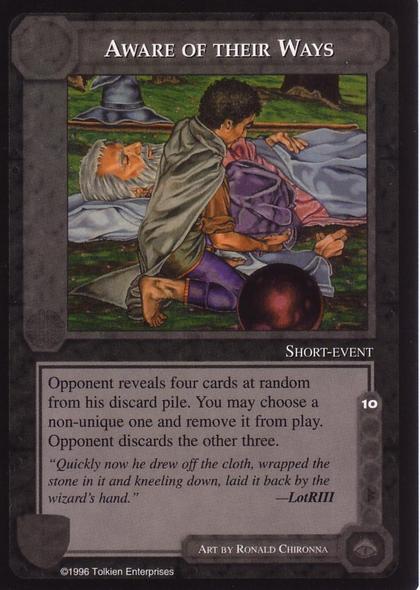 AWARE OF THEIR WAYS
SHORT-EVENT
Opponent reveals four cards at random
from his discard pile. You may choose a
non-unique one and remove it from play.
Opponent discards the other three.
10
“Quickly now he drew off the cloth, wrapped the
stone in it and kneeling down, laid it back by the
wizard's hand.” —LotRIII
ART BY RONALD CHIRONNA
©1996 Tolkien Enterprises